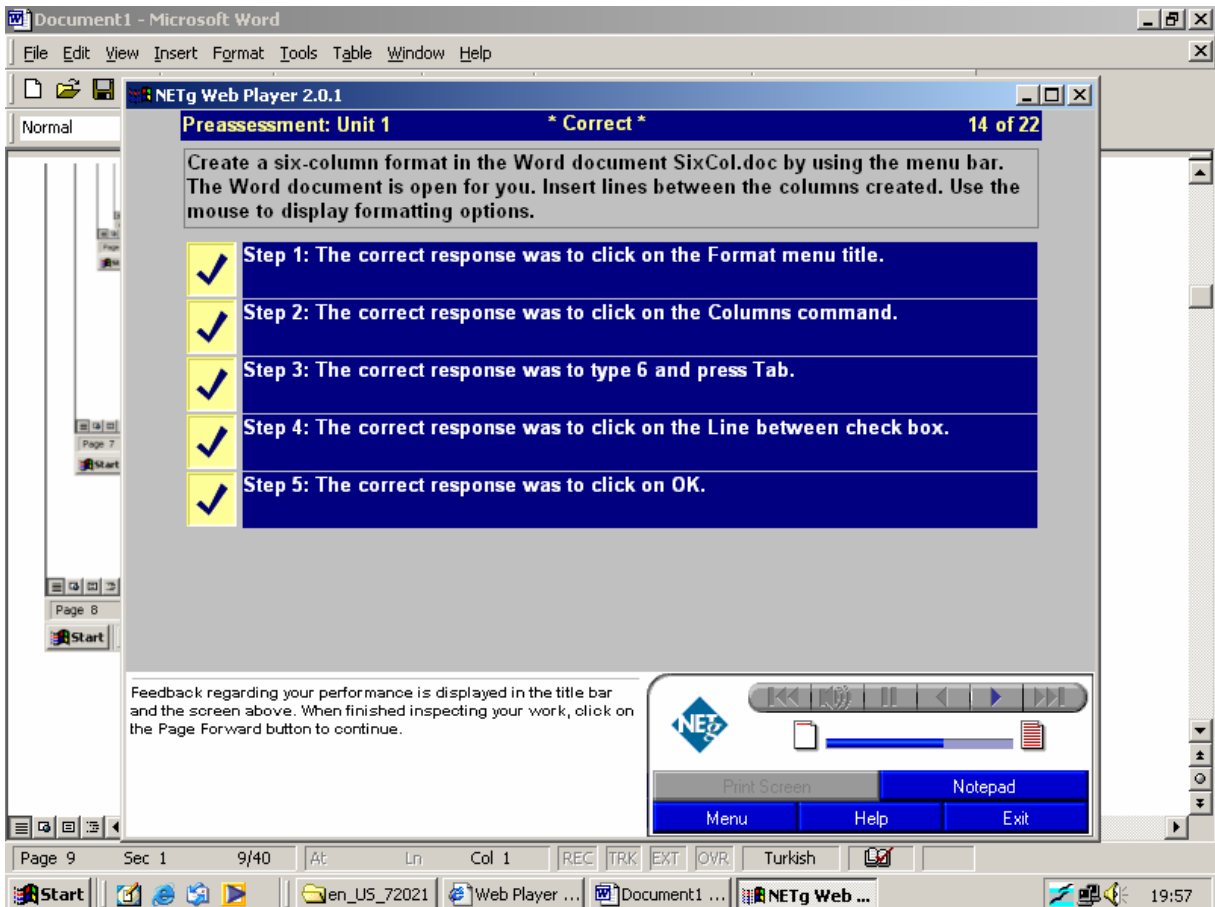 Document1 - Microsoft Word
File Edit View Insert Format Tools Table Window Help
NETg Web Player 2.0.1
Normal
Preassessment: Unit 1 * Correct * 14 of 22
Create a six-column format in the Word document SixCol.doc by using the menu bar.
The Word document is open for you. Insert lines between the columns created. Use the
mouse to display formatting options.
Step 1: The correct response was to click on the Format menu title.
Step 2: The correct response was to click on the Columns command.
Step 3: The correct response was to type 6 and press Tab.
Step 4: The correct response was to click on the Line between check box.
Step 5: The correct response was to click on OK.
Page 7
Start
Page 8
Start
Feedback regarding your performance is displayed in the title bar
and the screen above. When finished inspecting your work, click on
the Page Forward button to continue.
NETg
Print Screen Notepad
Menu Help Exit
Page 9 Sec 1 9/40 At Ln Col 1 REC TRK EXT OVR Turkish
Start en_US_72021 Web Player ... Document1 ... NETg Web ... 19:57